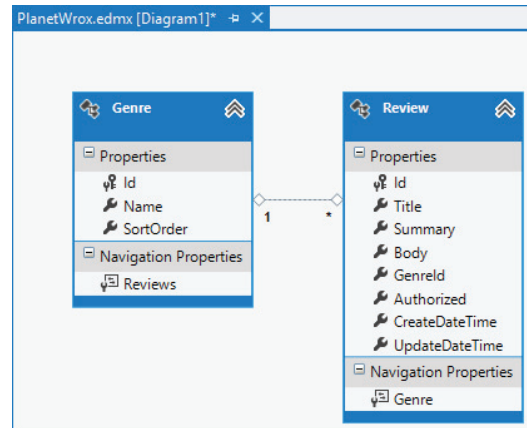 PlanetWrox.edmx [Diagram1]*
Genre
Properties
Id
Name
SortOrder
Navigation Properties
Reviews
1
*
Review
Properties
Id
Title
Summary
Body
GenreId
Authorized
CreateDateTime
UpdateDateTime
Navigation Properties
Genre